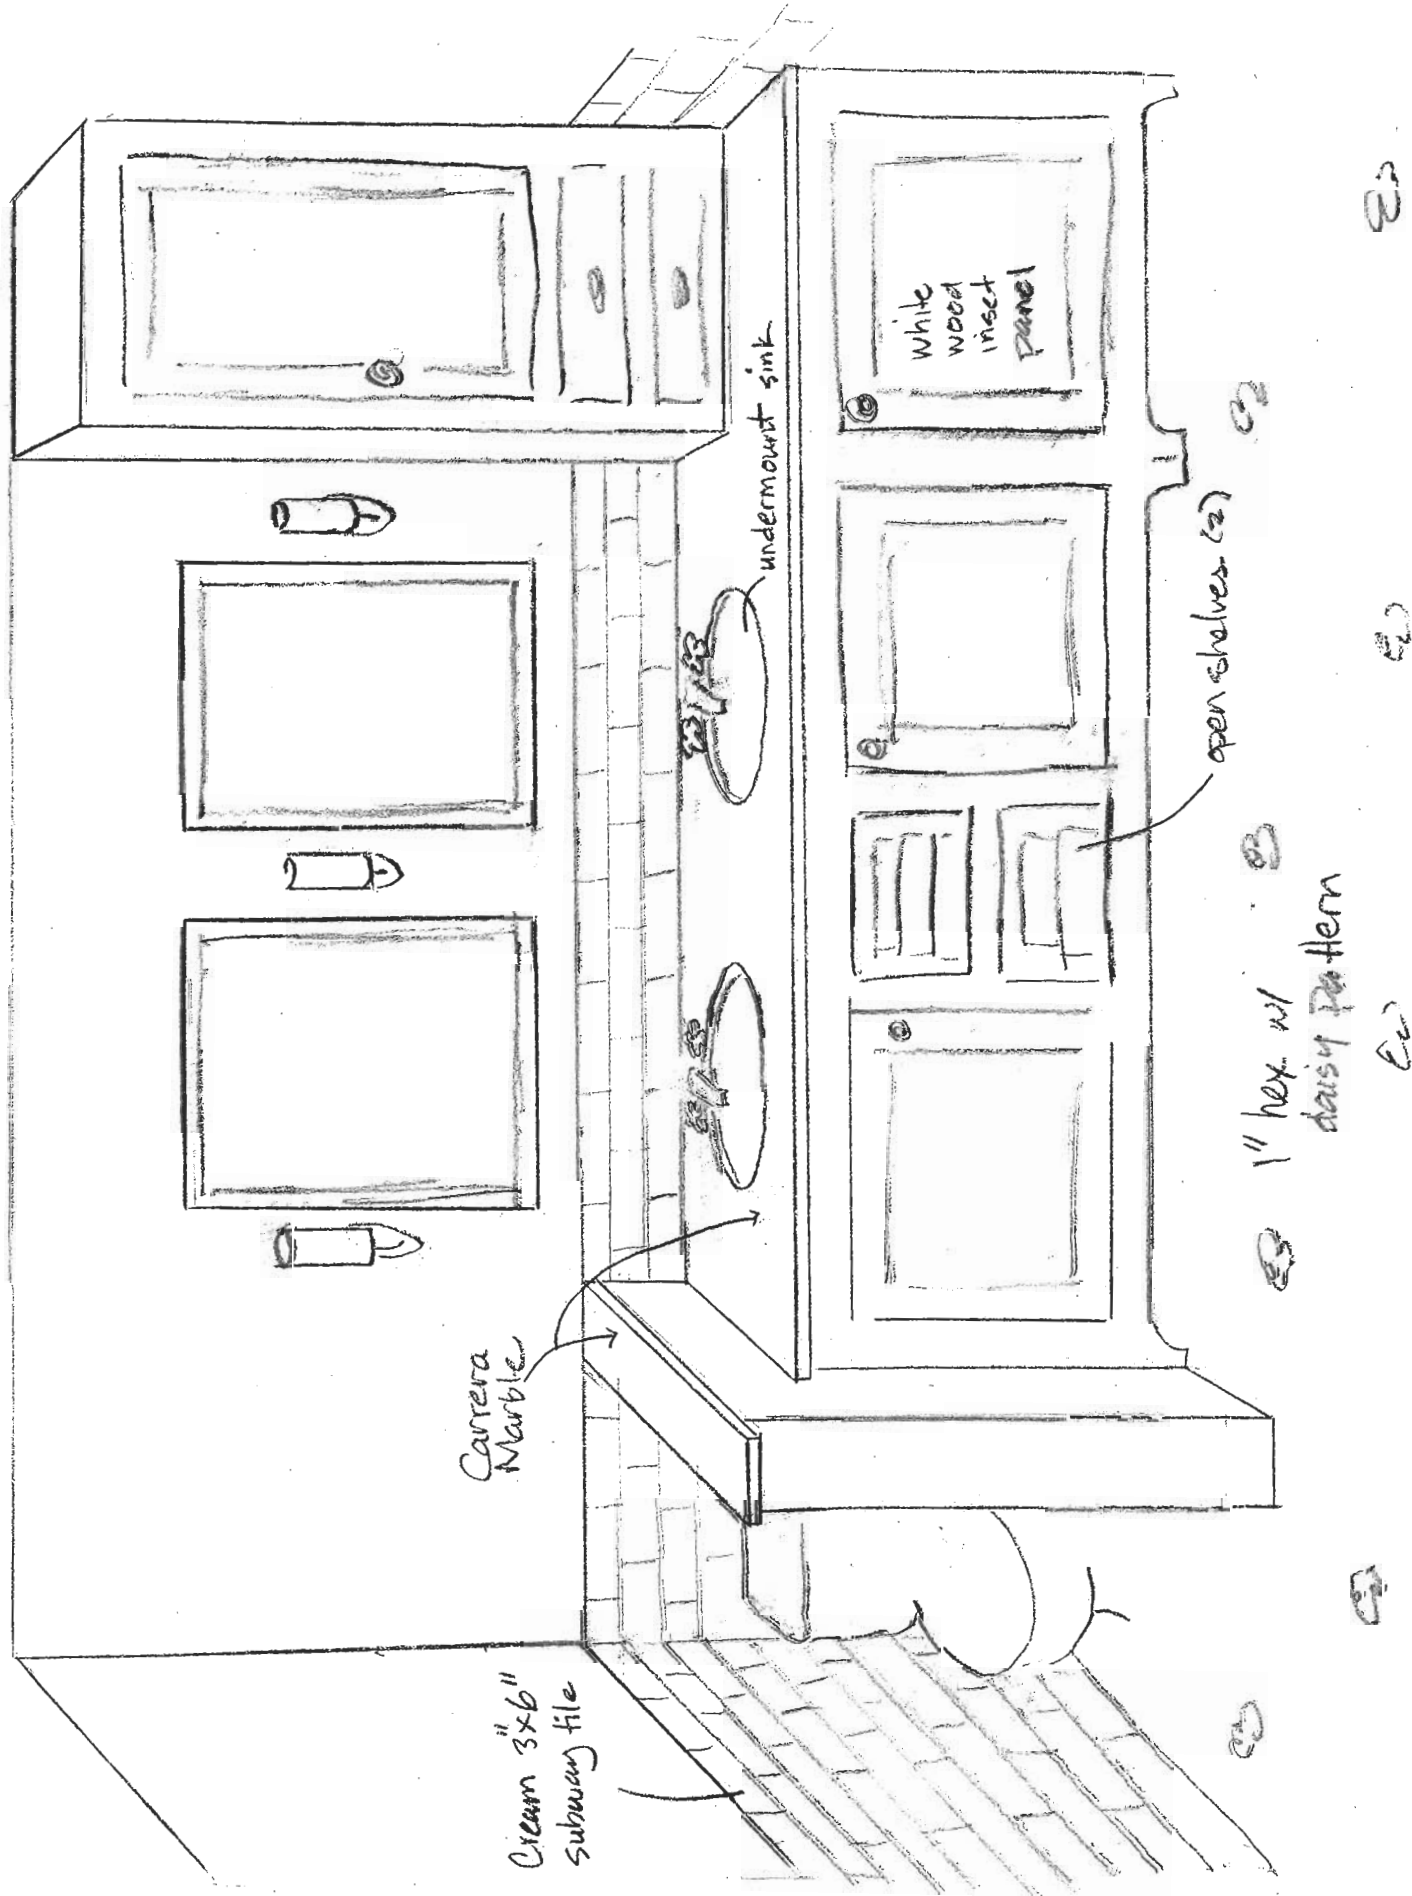 Cream 3"x6"
subway tile
Carrera
Marble
undermount sink
white
wood
inset
panel
open shelves (2)
1" hex w/
daisy pattern